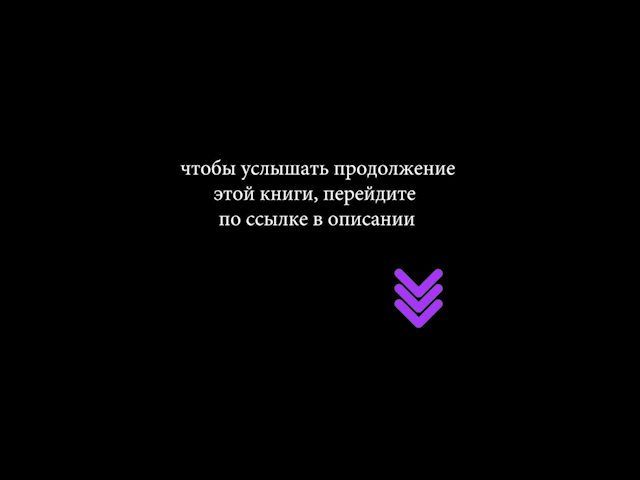 чтобы услышать продолжение
этой книги, перейдите
по ссылке в описании